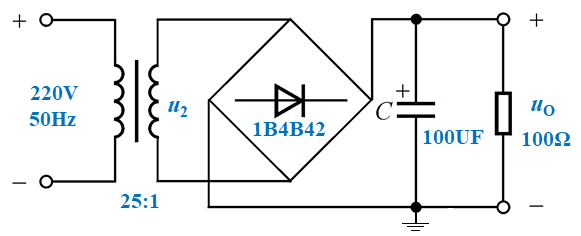 +
220V
50Hz
−
25:1
u2
1B4B42
+
C
100UF
+
uO
100Ω
−